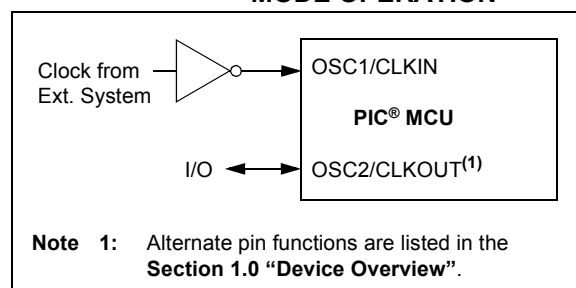 MODE OPERATION
Clock from
Ext. System
OSC1/CLKIN
PIC® MCU
I/O
OSC2/CLKOUT(1)
Note 1: Alternate pin functions are listed in the
Section 1.0 “Device Overview”.